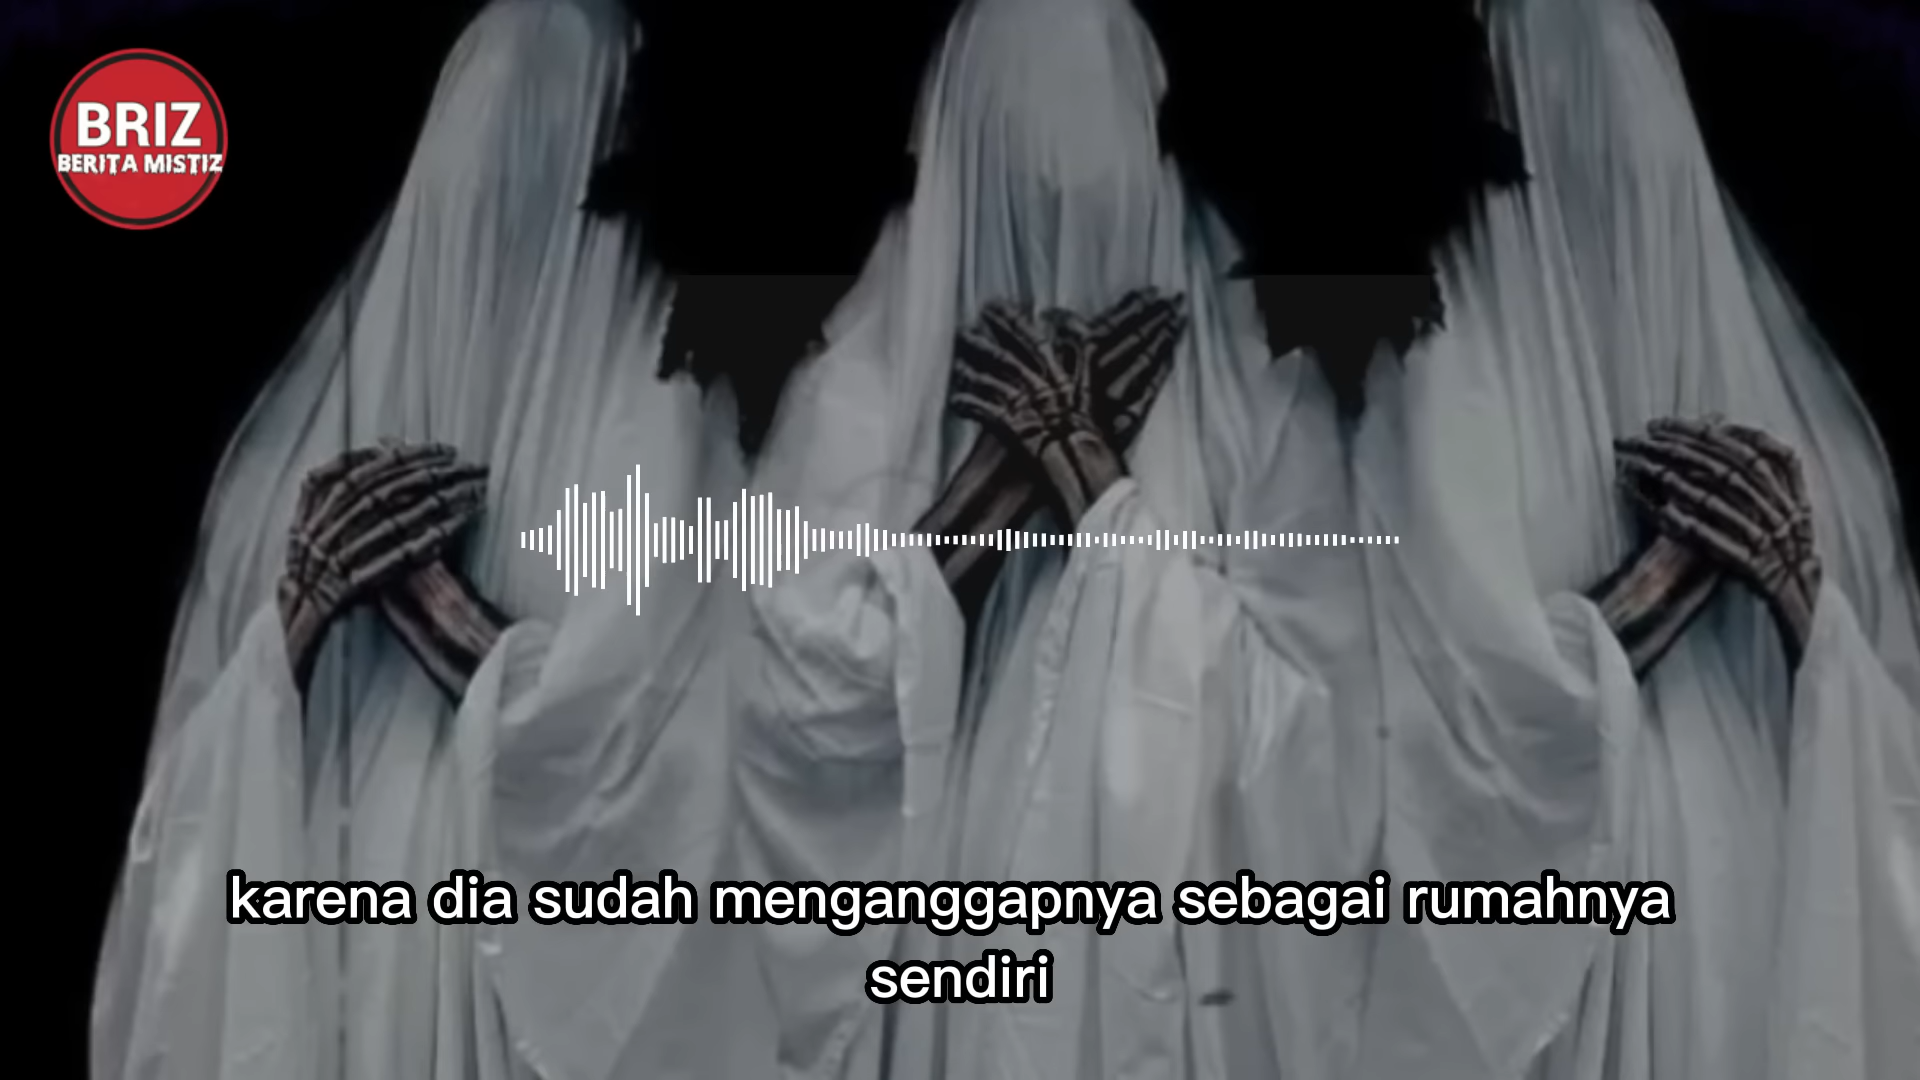 BRIZ
BERITA MISTIZ
karena dia sudah menganggapnya sebagai rumahnya
sendiri